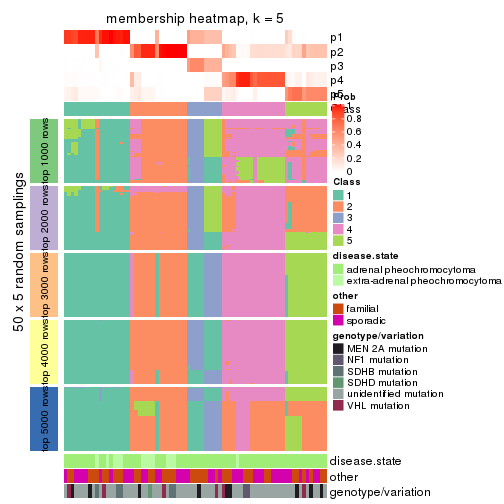 membership heatmap, k = 5
p1
p2
p3
p4
p5
Prob
Class
1
0.8
0.6
0.4
0.2
0
Class
1
2
3
4
5
disease.state
adrenal pheochromocytoma
extra-adrenal pheochromocytoma
other
familial
sporadic
genotype/variation
MEN 2A mutation
NF1 mutation
SDHB mutation
SDHD mutation
unidentified mutation
VHL mutation
50 x 5 random samplings
top 1000 rows
top 2000 rows
top 3000 rows
top 4000 rows
top 5000 rows
disease.state
other
genotype/variation